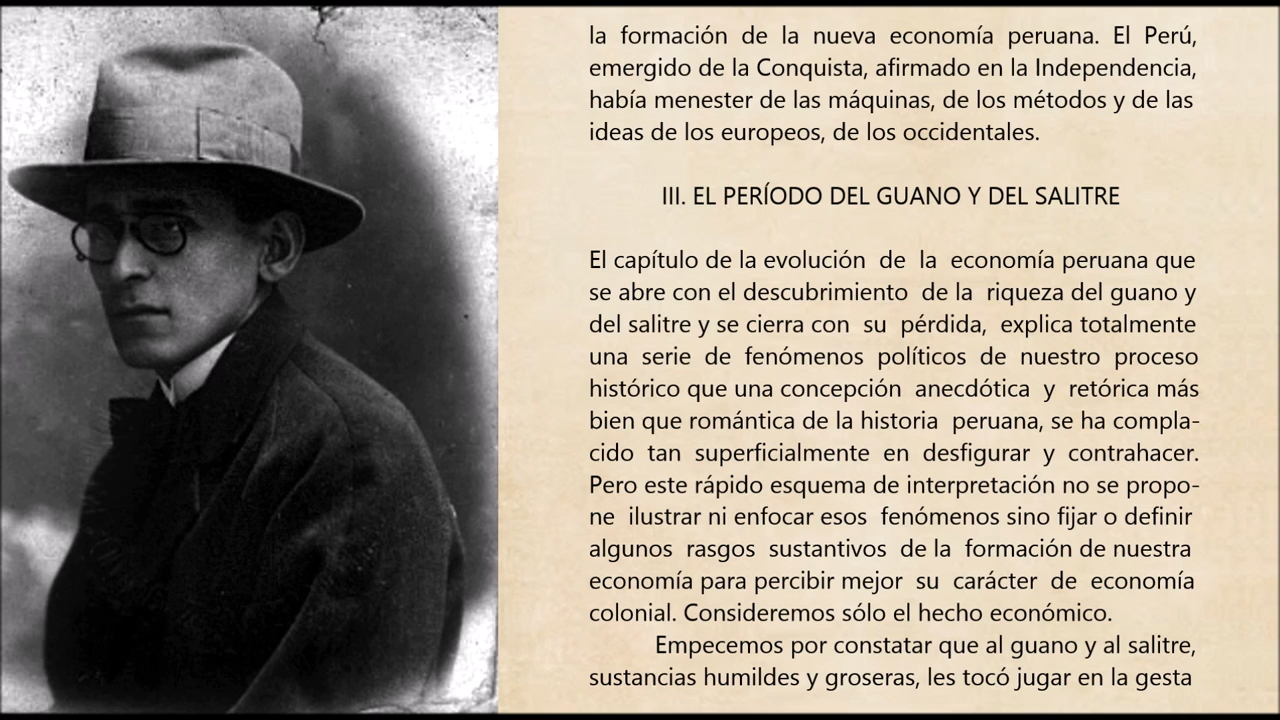 la formación de la nueva economía peruana. El Perú,
emergido de la Conquista, afirmado en la Independencia,
había menester de las máquinas, de los métodos y de las
ideas de los europeos, de los occidentales.
III. EL PERÍODO DEL GUANO Y DEL SALITRE
El capítulo de la evolución de la economía peruana que
se abre con el descubrimiento de la riqueza del guano y
del salitre y se cierra con su pérdida, explica totalmente
una serie de fenómenos políticos de nuestro proceso
histórico que una concepción anecdótica y retórica más
bien que romántica de la historia peruana, se ha compla-
cido tan superficialmente en desfigurar y contrahacer.
Pero este rápido esquema de interpretación no se propo-
ne ilustrar ni enfocar esos fenómenos sino fijar o definir
algunos rasgos sustantivos de la formación de nuestra
economía para percibir mejor su carácter de economía
colonial. Consideremos sólo el hecho económico.
Empecemos por constatar que al guano y al salitre,
sustancias humildes y groseras, les tocó jugar en la gesta